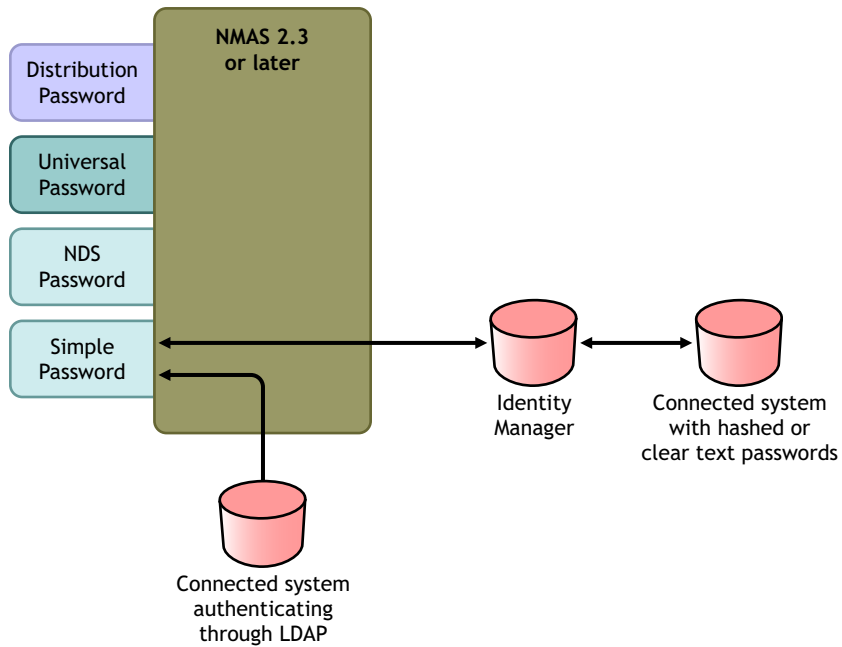 NMAS 2.3
or later
Distribution
Password
Universal
Password
NDS
Password
Simple
Password
Identity
Manager
Connected system
with hashed or
clear text passwords
Connected system
authenticating
through LDAP